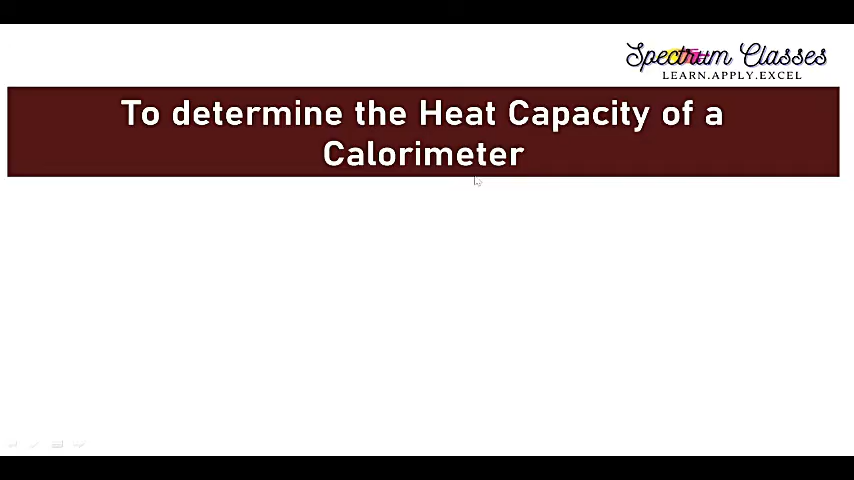 Spectrum Classes
LEARN.APPLY.EXCEL
To determine the Heat Capacity of a
Calorimeter